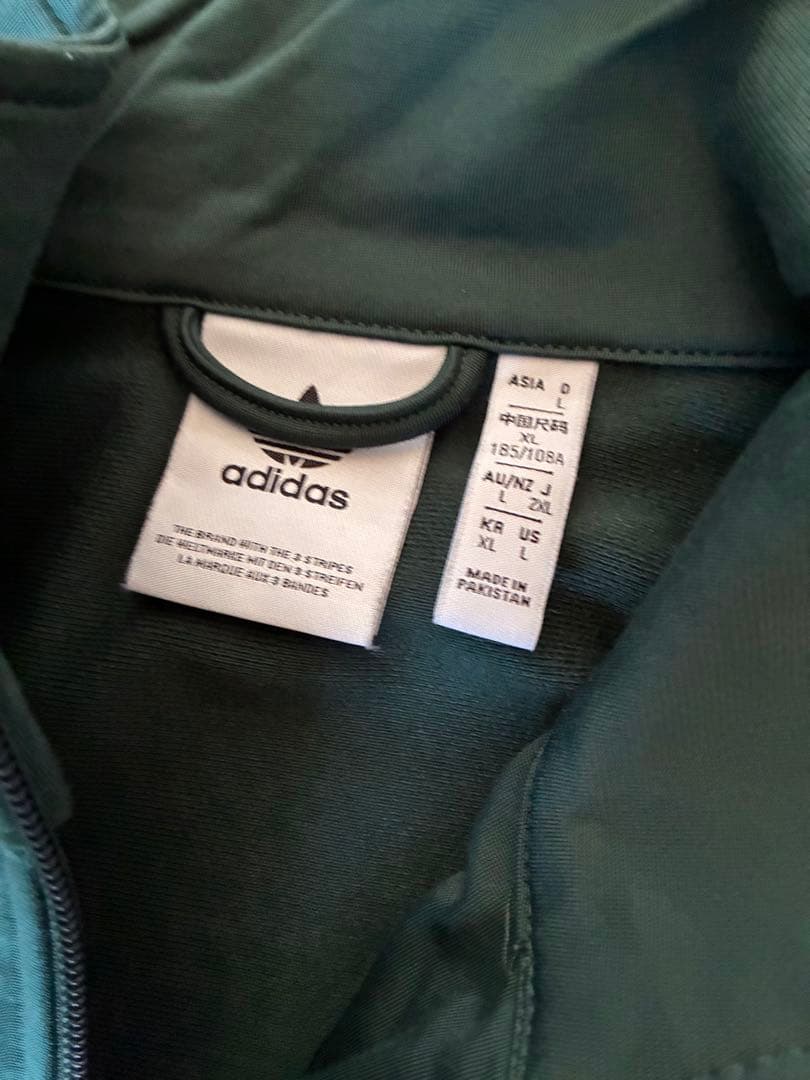 adidas
THE BRAND WITH THE 3 STRIPES
DIE WELTMARKE MIT DEN 3 STREIFEN
LA MARQUE AUX 3 BANDES
ASIA D
L
中国尺码
XL
185/108A
AU/NZ J
L 2XL
KR US
XL L
MADE IN
PAKISTAN